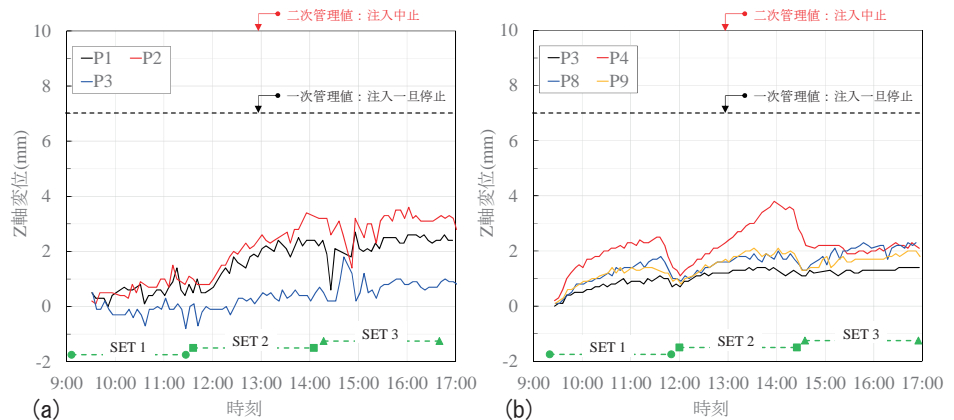 二次管理値：注入中止
10
P1 P2
P3
8
一次管理値：注入一旦停止
6
4
2
0
-2
Z軸変位(mm)
SET 1
SET 2
SET 3
9:00 10:00 11:00 12:00 13:00 14:00 15:00 16:00 17:00
時刻
(a)
二次管理値：注入中止
10
P3 P4
P8 P9
8
一次管理値：注入一旦停止
6
4
2
0
-2
Z軸変位(mm)
SET 1
SET 2
SET 3
9:00 10:00 11:00 12:00 13:00 14:00 15:00 16:00 17:00
時刻
(b)